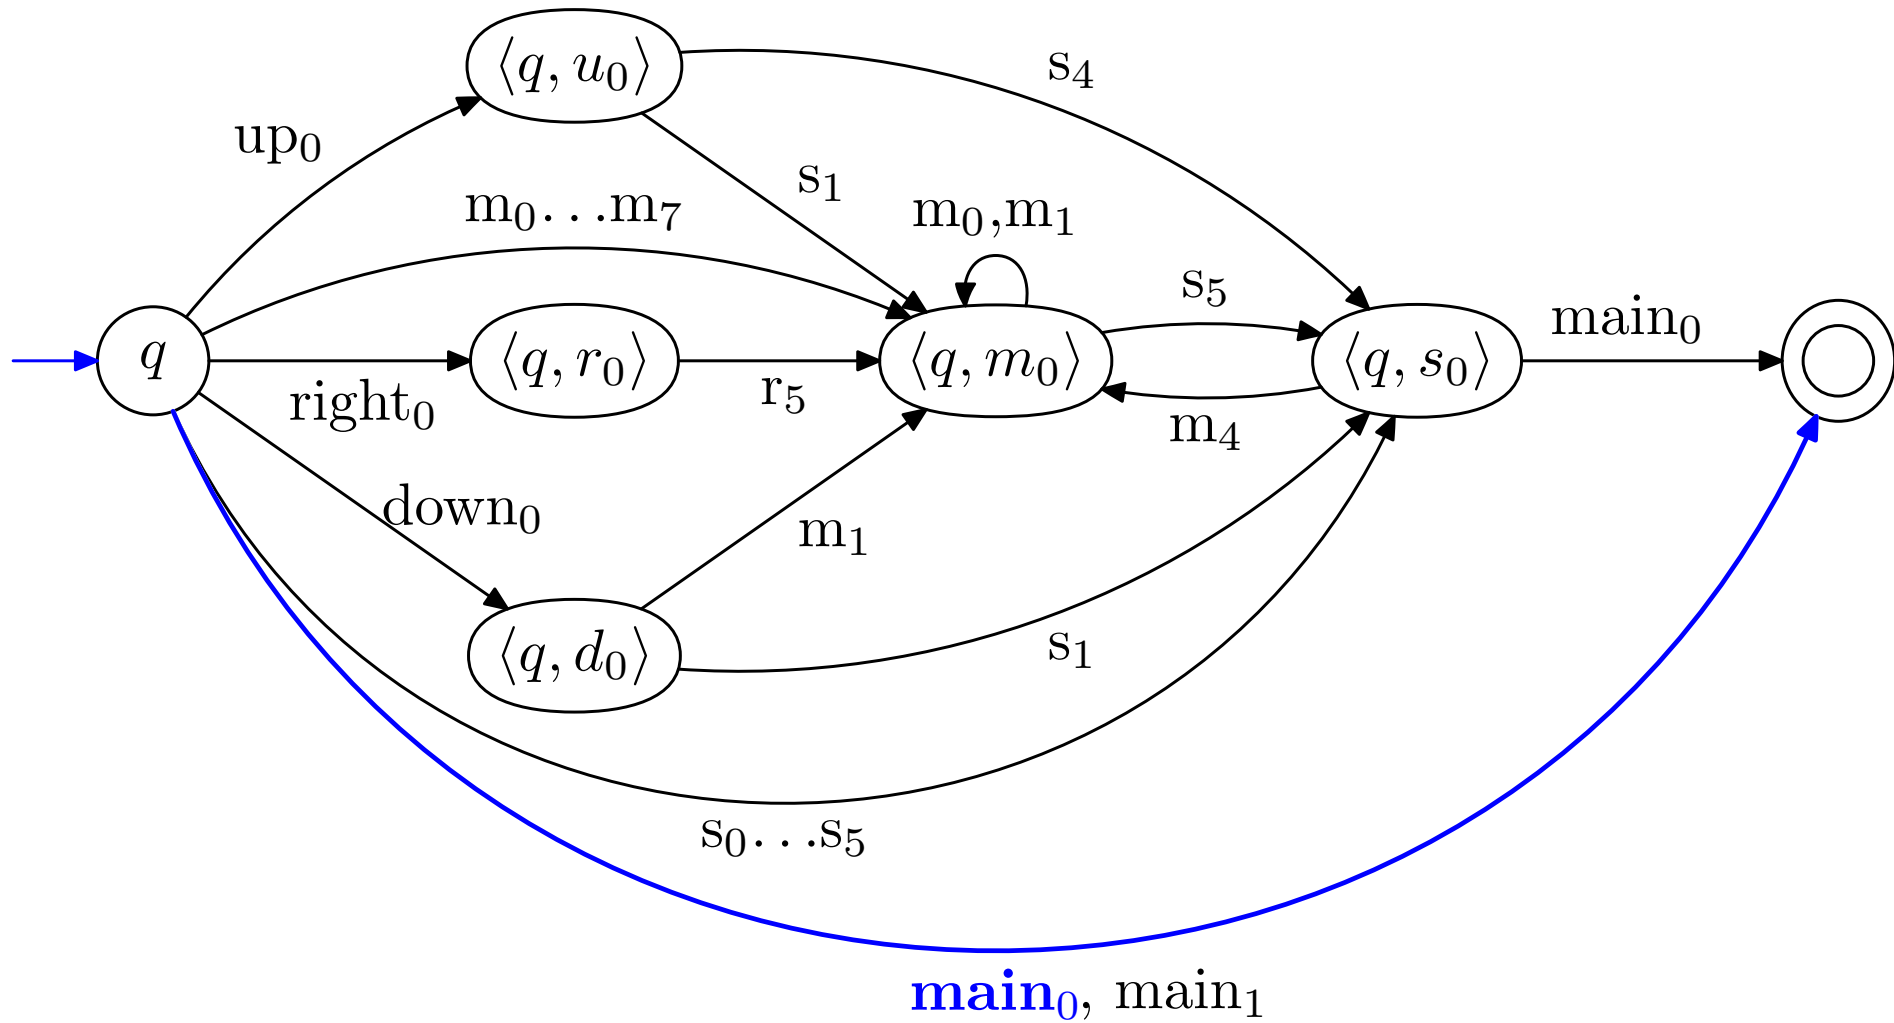 ⟨q, u₀⟩
s₄
up₀
s₁
m₀…m₇
m₀,m₁
s₅
main₀
q
⟨q, r₀⟩
⟨q, m₀⟩
⟨q, s₀⟩
right₀
r₅
m₄
down₀
m₁
⟨q, d₀⟩
s₁
s₀…s₅
main₀, main₁